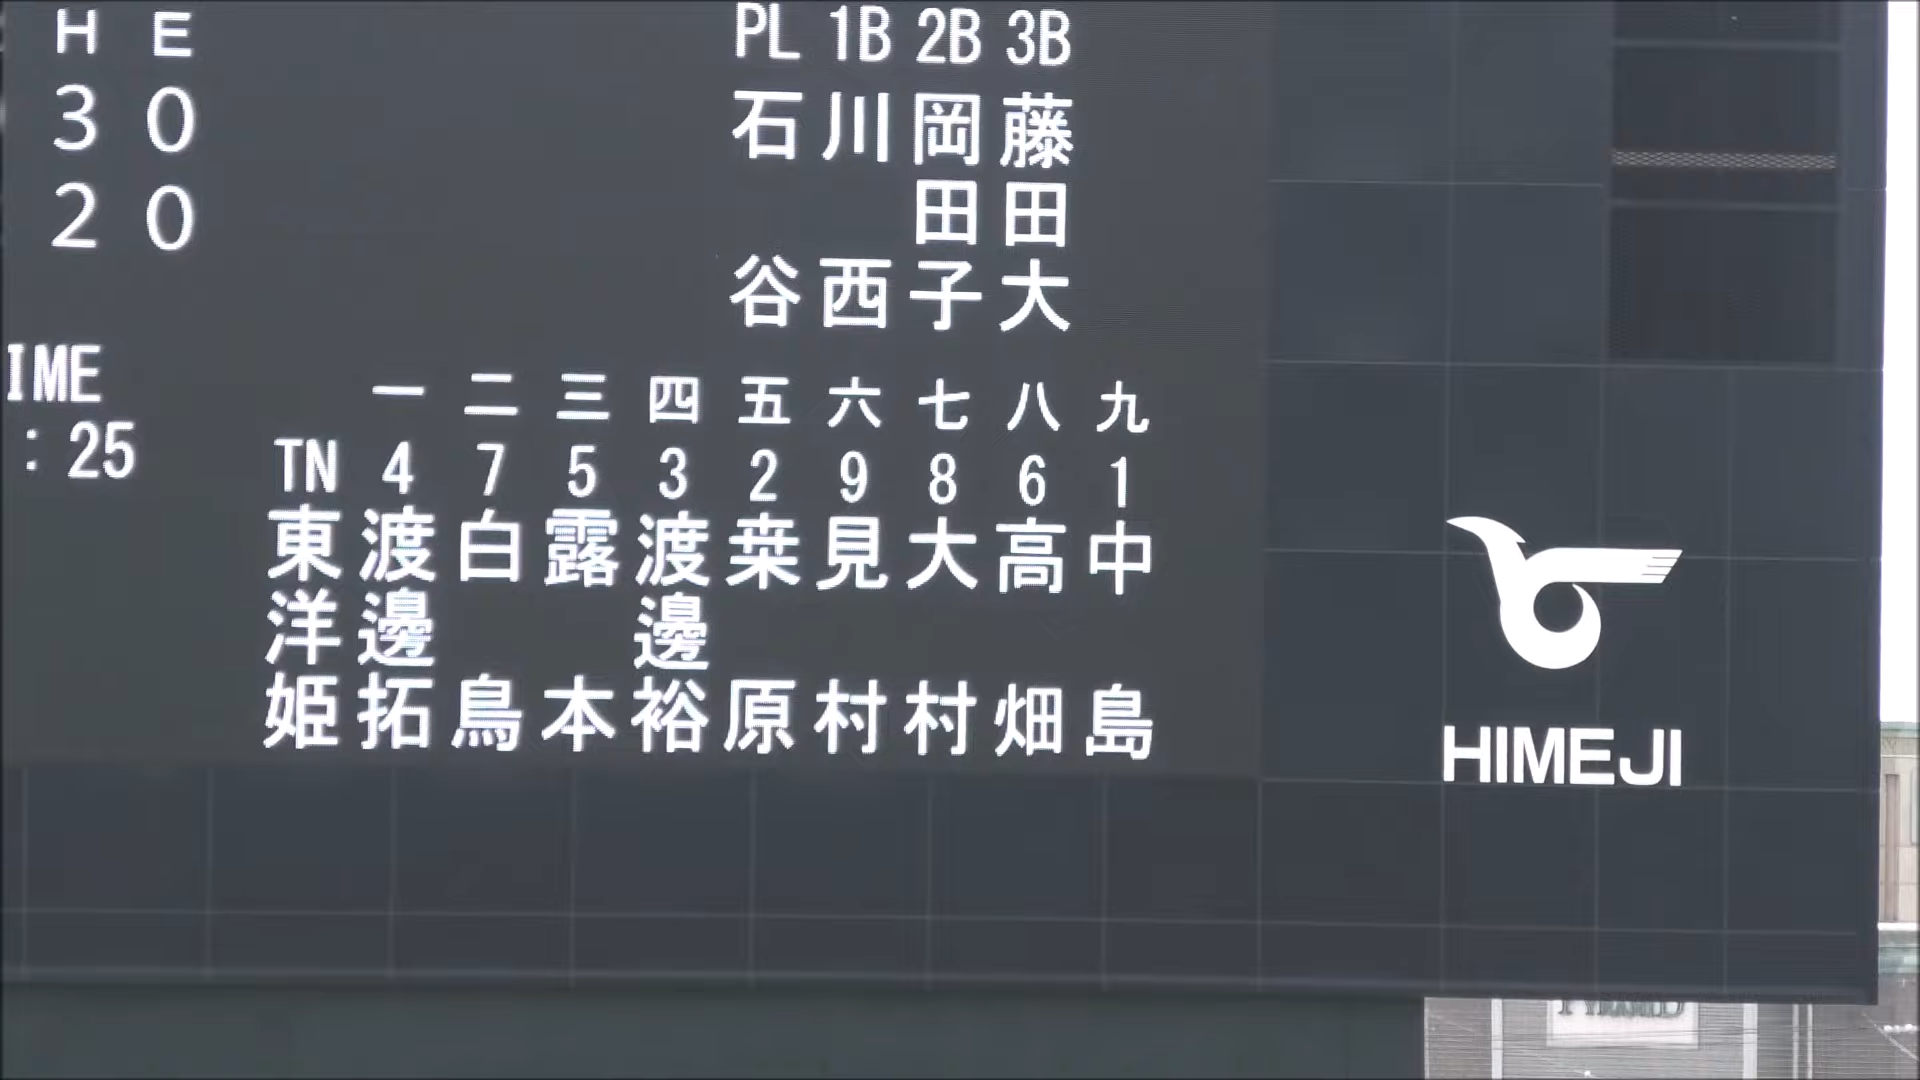 H E
3 0
2 0
IME
: 25
PL 1B 2B 3B
石谷 川西 岡田子 藤田大
一 二 三 四 五 六 七 八 九
TN 4 7 5 3 2 9 8 6 1
東洋姫 渡邊拓 白鳥 露本 渡邊裕 桒原 見村 大村 高畑 中島
HIMEJI
PYRAMID